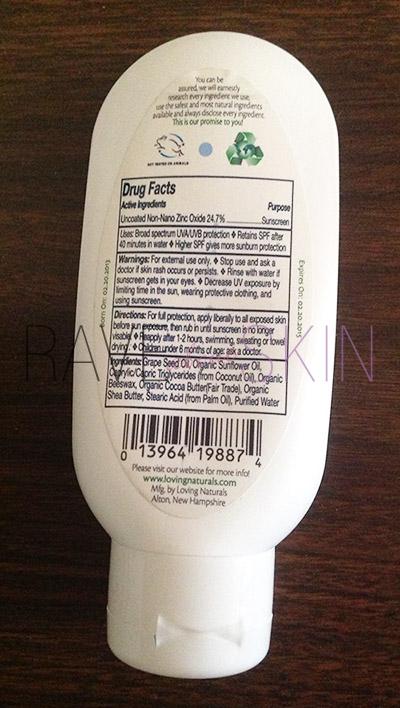 You can be
assured, we will earnestly
research every ingredient we use,
use the safest and most natural ingredients
available and always disclose every ingredient.
This is our promise to you!
NOT TESTED ON ANIMALS
Drug Facts
Active Ingredients Purpose
Uncoated Non-Nano Zinc Oxide 24.7% Sunscreen
Uses: Broad spectrum UVA/UVB protection ❖ Retains SPF after
40 minutes in water ❖ Higher SPF gives more sunburn protection
Warnings: For external use only. ❖ Stop use and ask a
doctor if skin rash occurs or persists. ❖ Rinse with water if
sunscreen gets in your eyes. ❖ Decrease UV exposure by
limiting time in the sun, wearing protective clothing, and
using sunscreen.
Directions: For full protection, apply liberally to all exposed skin
before sun exposure, then rub in until sunscreen is no longer
visable. ❖ Reapply after 1-2 hours, swimming, sweating or towel
drying. ❖ Children under 6 months of age: ask a doctor.
Ingredients: Grape Seed Oil, Organic Sunflower Oil,
Caprylic/Capric Triglycerides (from Coconut Oil), Organic
Beeswax, Organic Cocoa Butter(Fair Trade), Organic
Shea Butter, Stearic Acid (from Palm Oil), Purified Water
Born On: 02.20.2013
Expires On: 02.20.2015
0 13964 19887 4
Please visit our website for more info!
www.lovingnaturals.com
Mfg. by Loving Naturals
Alton, New Hampshire
SKIN